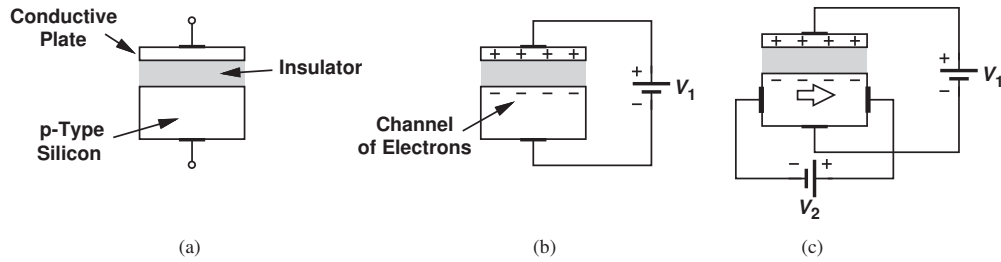 Conductive
Plate
Insulator
p-Type
Silicon
(a)
+ + + +
– – – –
Channel
of Electrons
+
–
V1
(b)
+ + + +
– – – –
+
–
V1
– +
V2
(c)